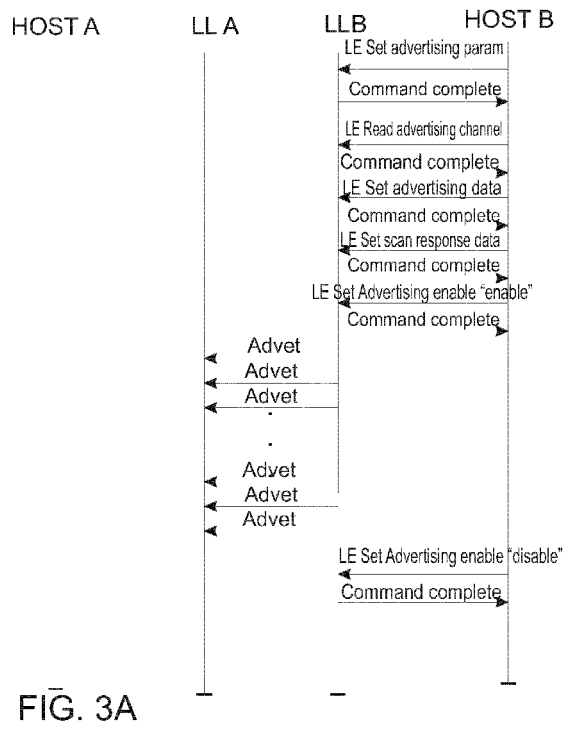 HOST A LL A LLB HOST B
LE Set advertising param
Command complete
LE Read advertising channel
Command complete
LE Set advertising data
Command complete
LE Set scan response data
Command complete
LE Set Advertising enable “enable”
Command complete
Advet
Advet
Advet
Advet
Advet
Advet
LE Set Advertising enable “disable”
Command complete
FIG. 3A